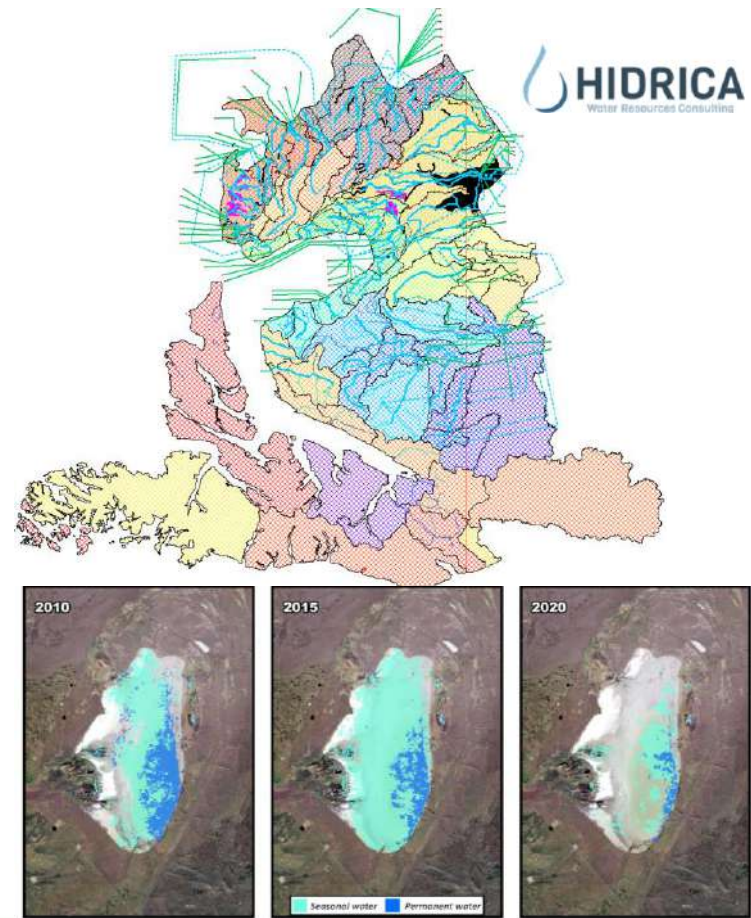 HIDRICA
Water Resources Consulting
2010
2015
2020
Seasonal water
Permanent water